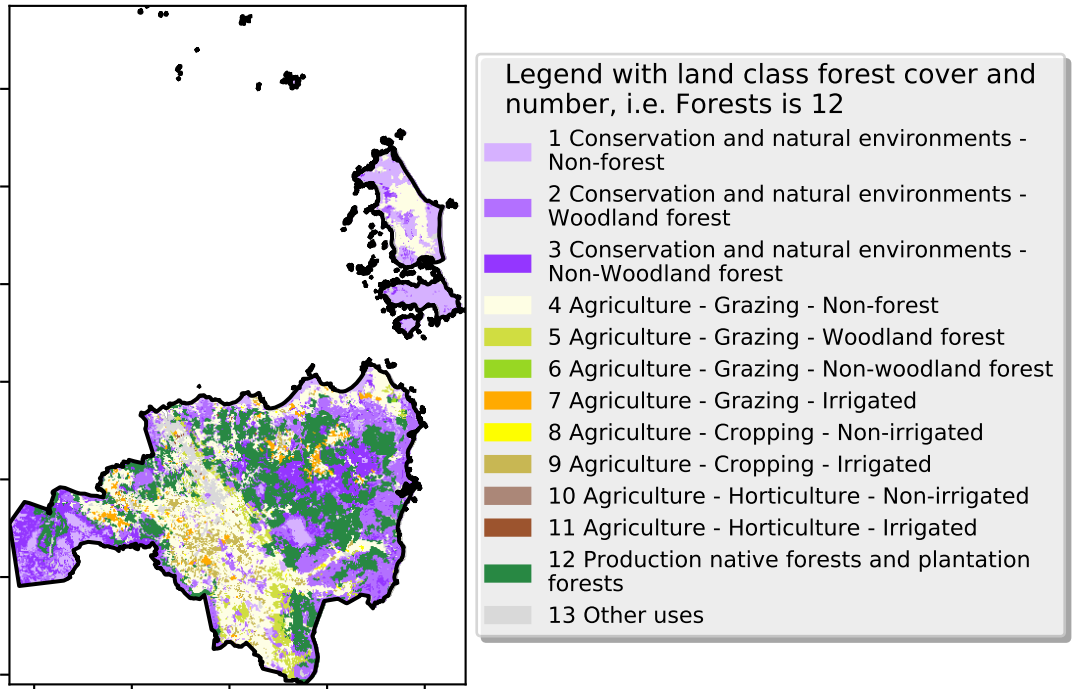 Legend with land class forest cover and
number, i.e. Forests is 12
1 Conservation and natural environments -
Non-forest
2 Conservation and natural environments -
Woodland forest
3 Conservation and natural environments -
Non-Woodland forest
4 Agriculture - Grazing - Non-forest
5 Agriculture - Grazing - Woodland forest
6 Agriculture - Grazing - Non-woodland forest
7 Agriculture - Grazing - Irrigated
8 Agriculture - Cropping - Non-irrigated
9 Agriculture - Cropping - Irrigated
10 Agriculture - Horticulture - Non-irrigated
11 Agriculture - Horticulture - Irrigated
12 Production native forests and plantation
forests
13 Other uses